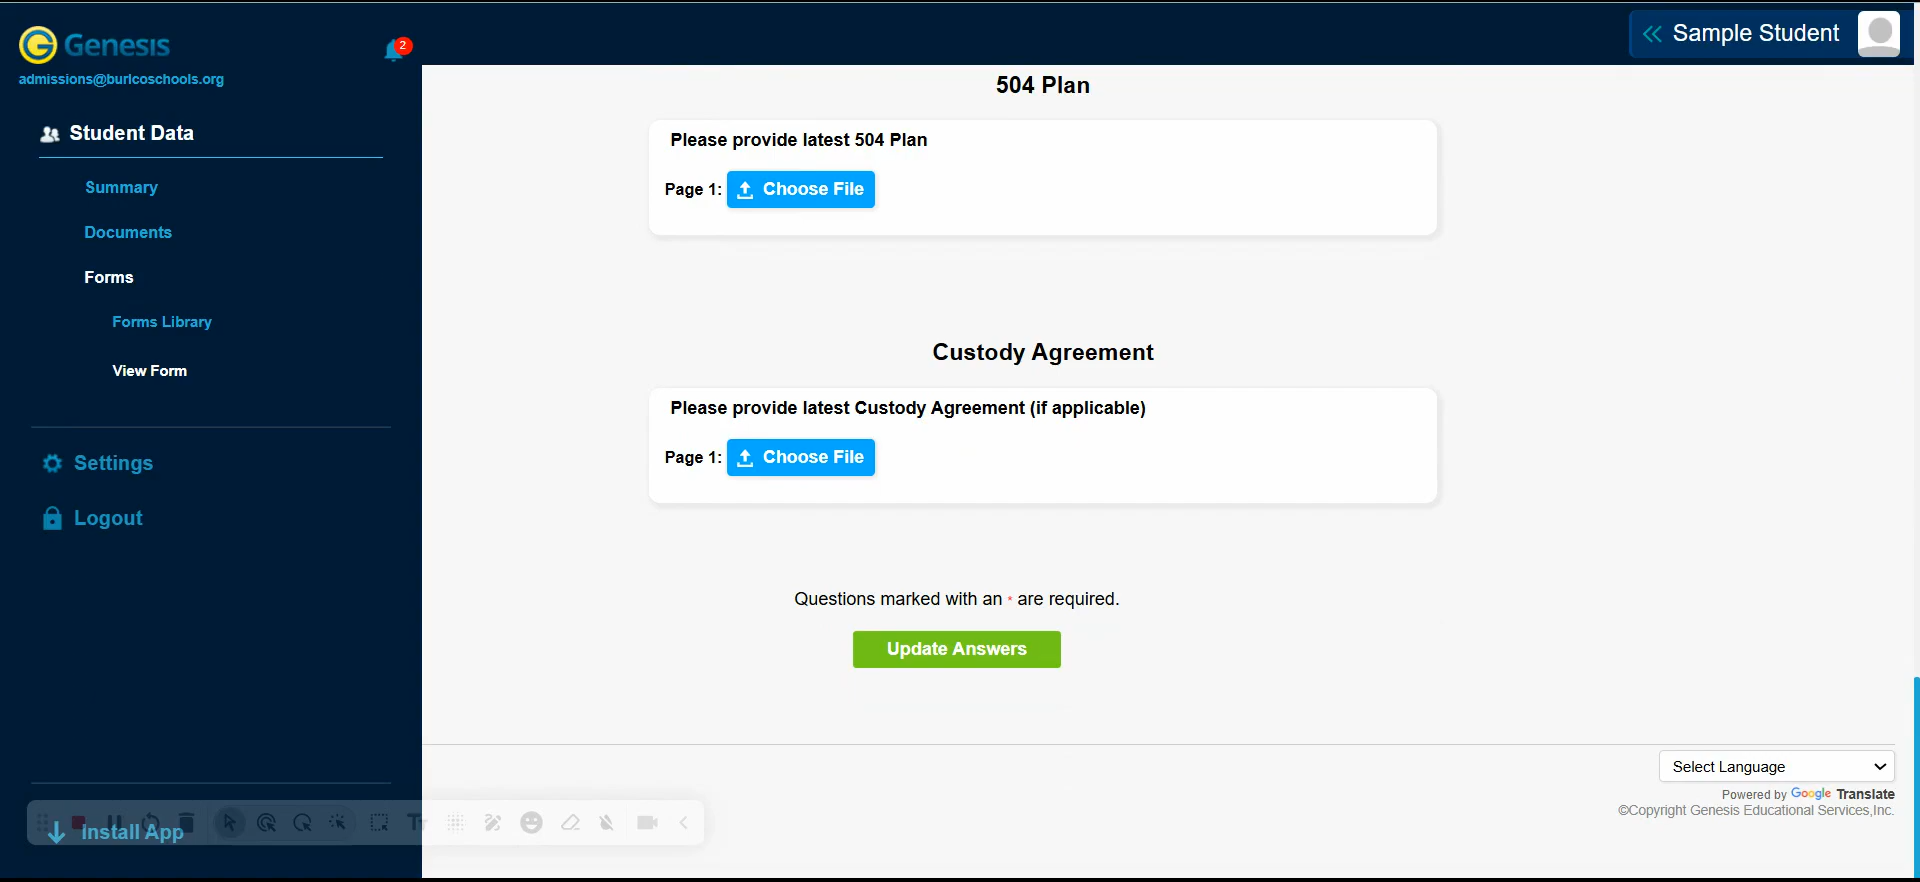 Genesis
admissions@burlcoschools.org
2
Sample Student
Student Data
Summary
Documents
Forms
Forms Library
View Form
Settings
Logout
Install App
504 Plan
Please provide latest 504 Plan
Page 1: Choose File
Custody Agreement
Please provide latest Custody Agreement (if applicable)
Page 1: Choose File
Questions marked with an * are required.
Update Answers
Select Language
Powered by Google Translate
©Copyright Genesis Educational Services,Inc.